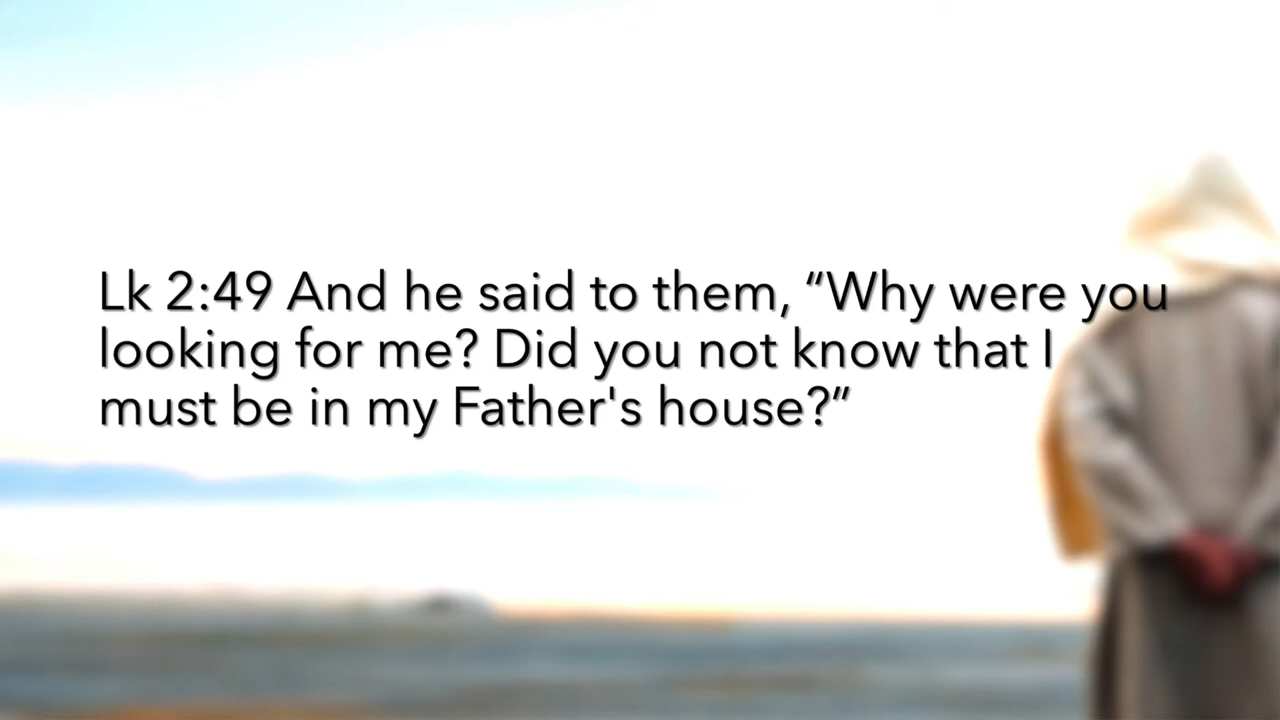 Lk 2:49 And he said to them, “Why were you
looking for me? Did you not know that I
must be in my Father's house?”